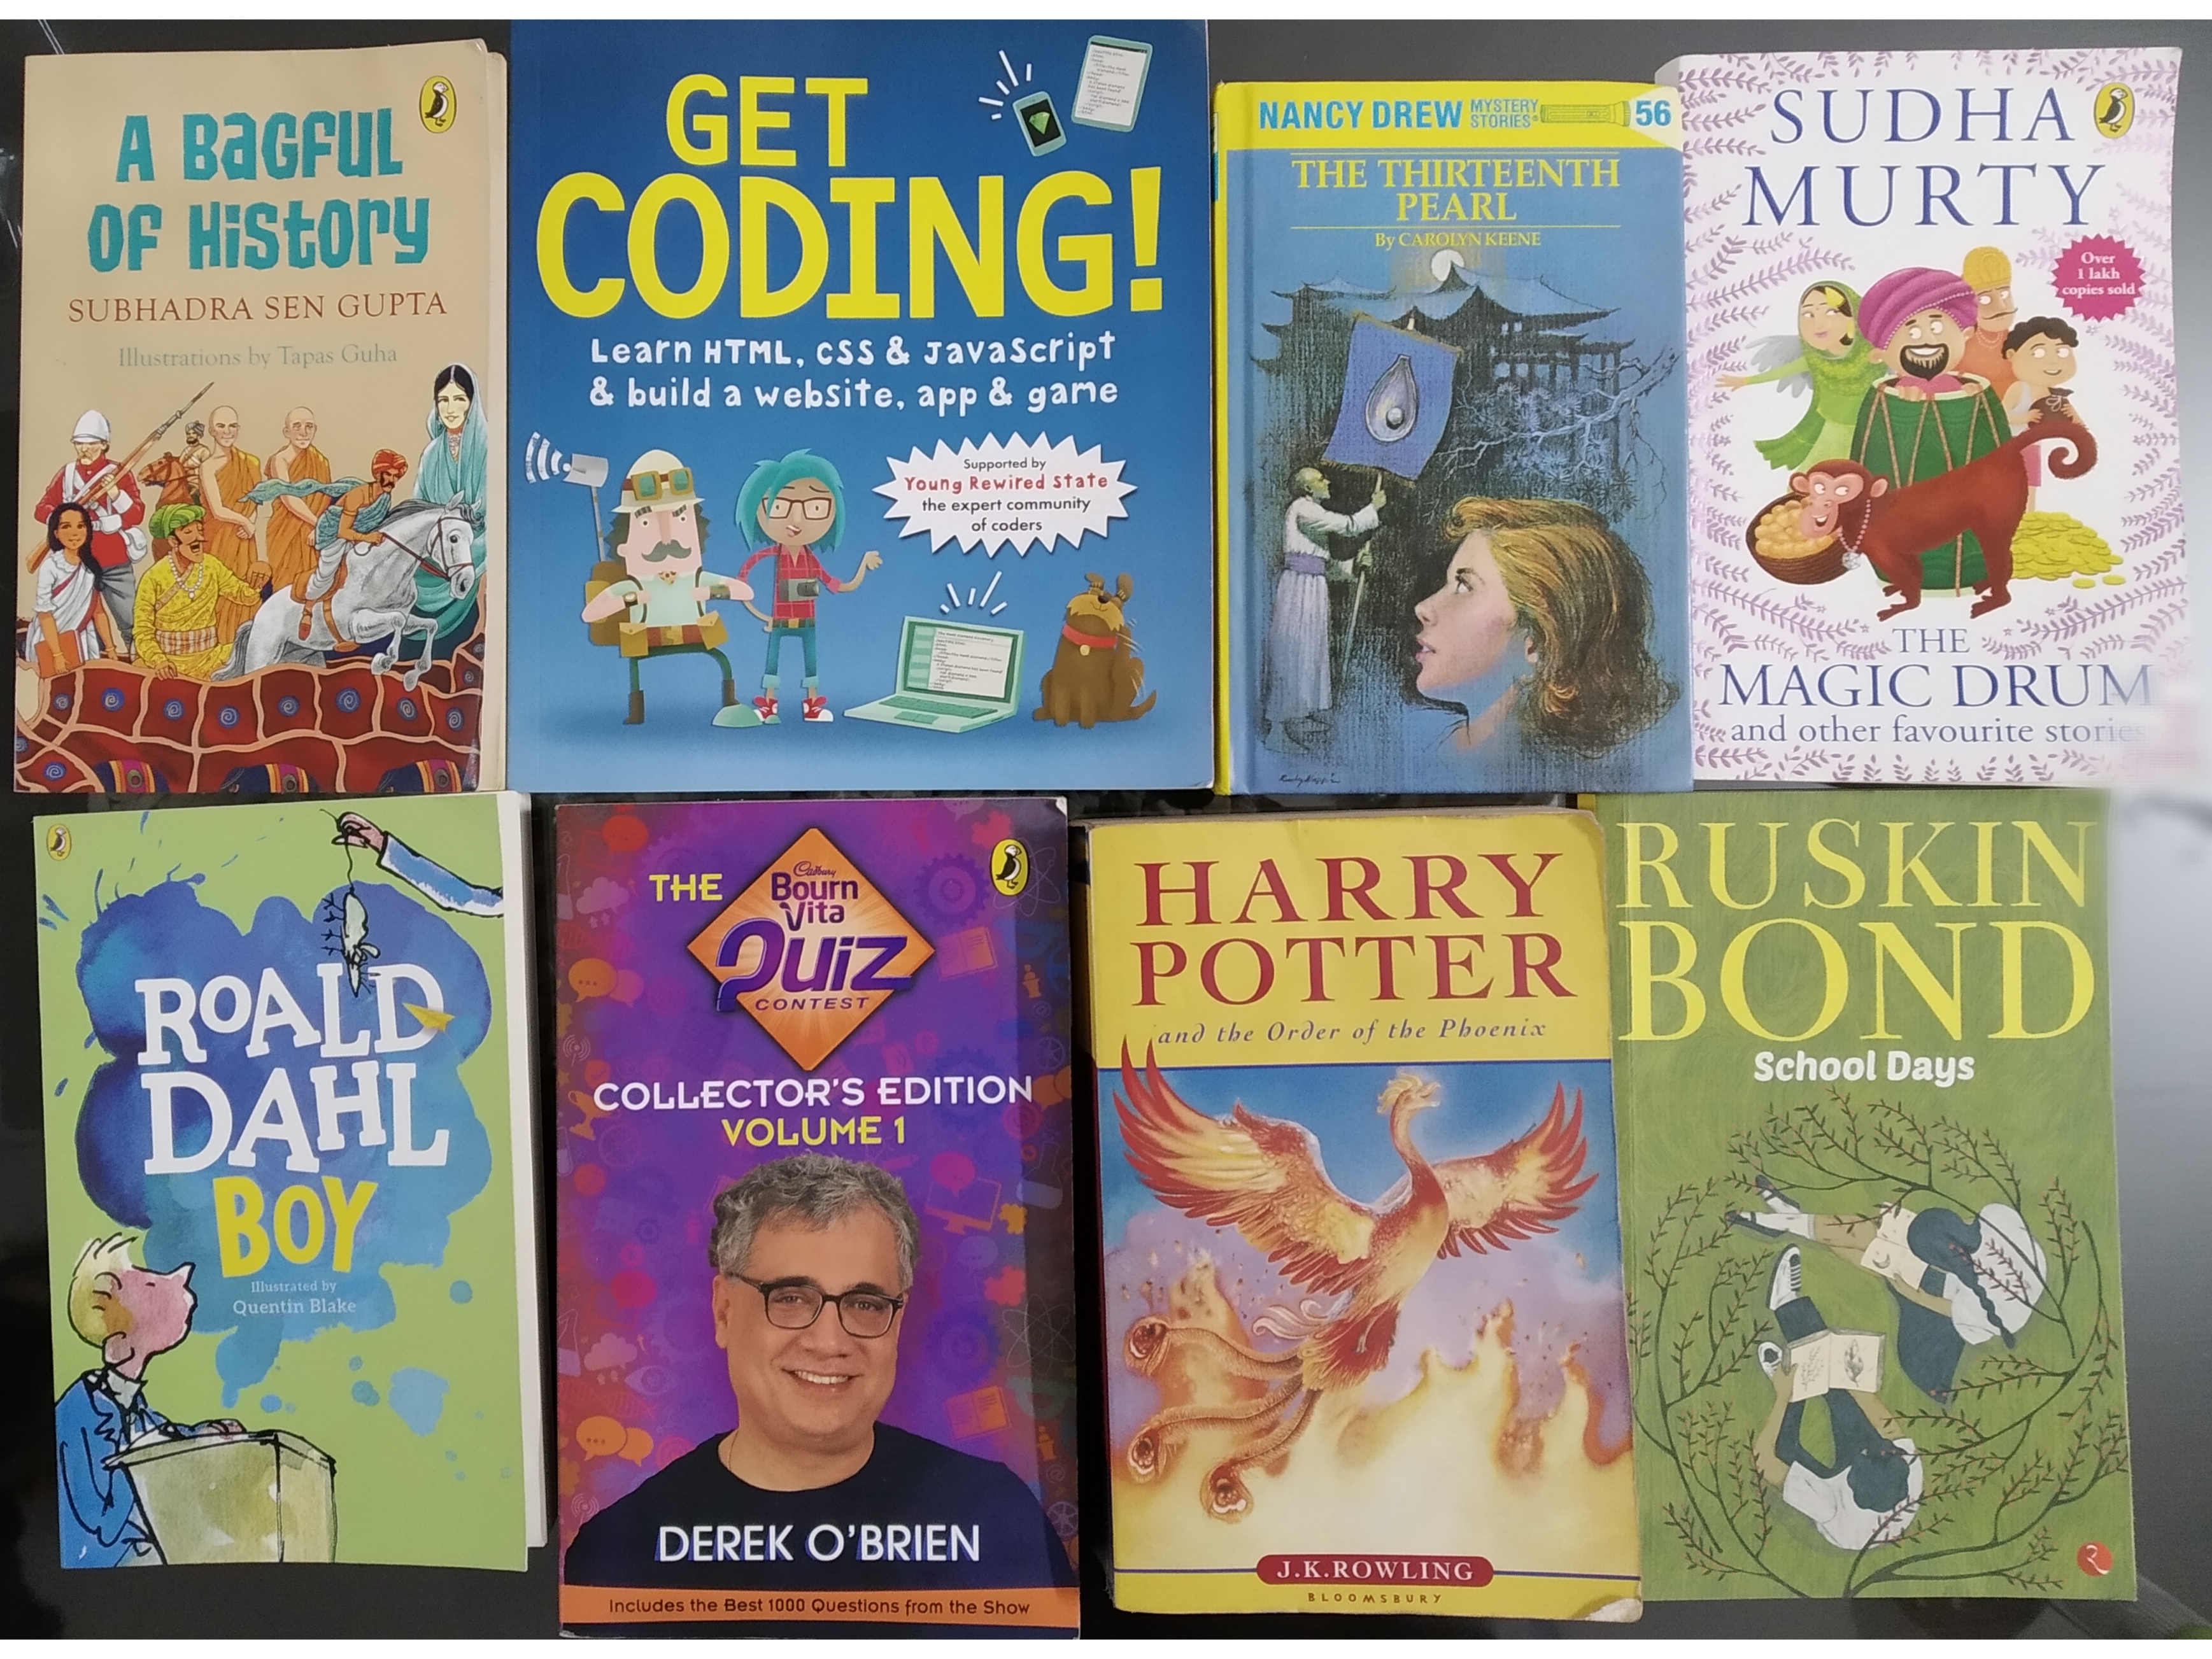 A BaGFUL
OF HiStORY
SUBHADRA SEN GUPTA
Illustrations by Tapas Guha
GET
CODING!
Learn HTML, CSS & JavaScript
& build a website, app & game
Supported by
Young Rewired State
the expert community
of coders
NANCY DREW MYSTERY STORIES® 56
THE THIRTEENTH
PEARL
By CAROLYN KEENE
SUDHA
MURTY
Over
1 lakh
copies sold
THE
MAGIC DRUM
and other favourite stories
ROALD
DAHL
BOY
Illustrated by
Quentin Blake
THE
Cadbury
Bourn
Vita
Quiz
CONTEST
COLLECTOR'S EDITION
VOLUME 1
DEREK O'BRIEN
Includes the Best 1000 Questions from the Show
HARRY
POTTER
and the Order of the Phoenix
J.K.ROWLING
BLOOMSBURY
RUSKIN
BOND
School Days